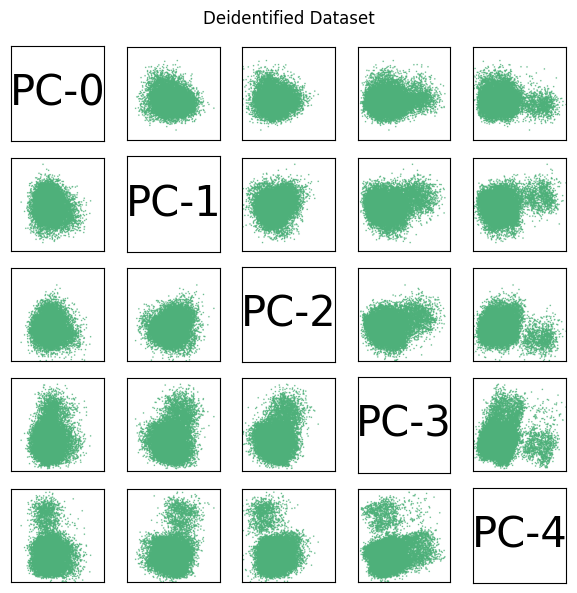 Deidentified Dataset
PC-0
PC-1
PC-2
PC-3
PC-4